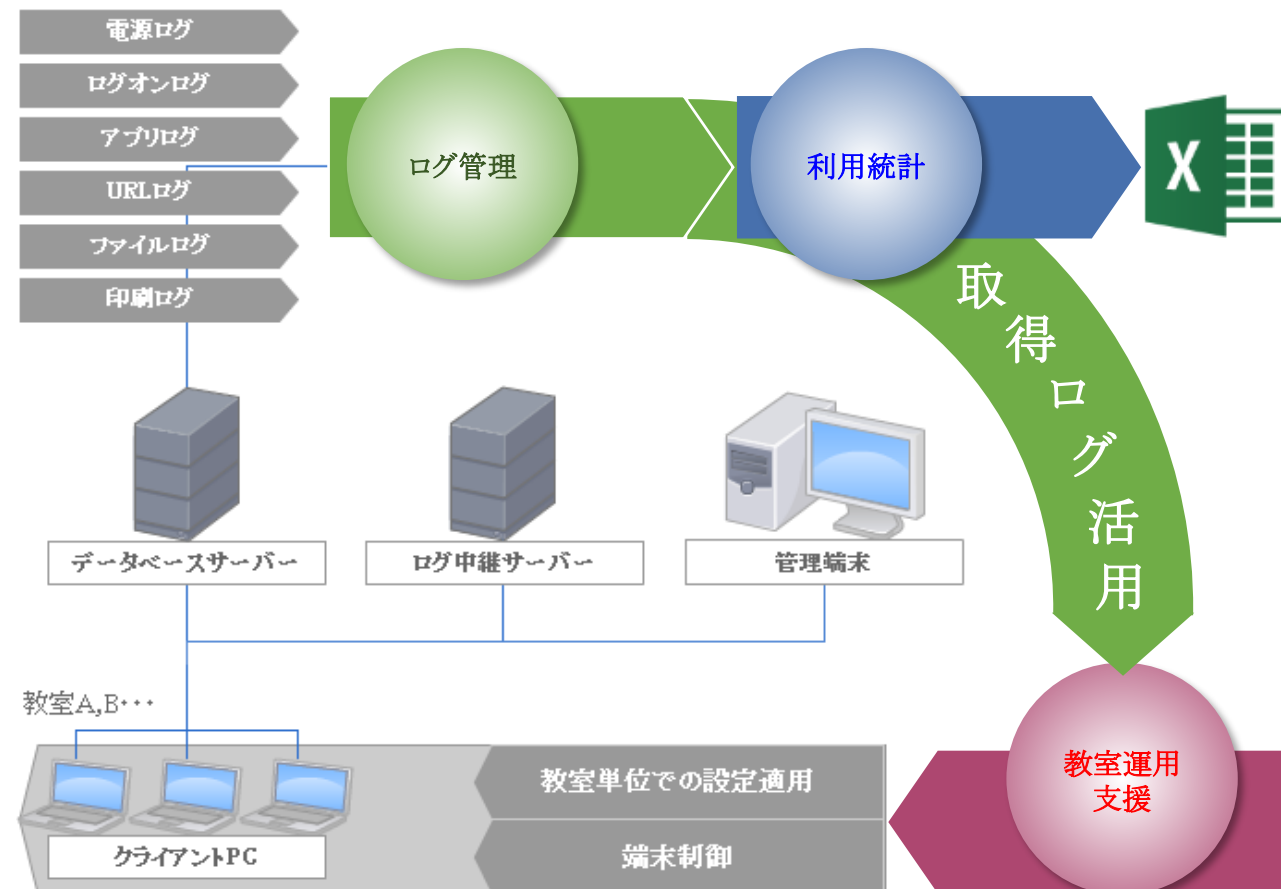 電源ログ
ログオンログ
アプリログ
URLログ
ファイルログ
印刷ログ
ログ管理
利用統計
X
取得ログ活用
データベースサーバー
ログ中継サーバー
管理端末
教室A,B・・・
クライアントPC
教室単位での設定適用
端末制御
教室運用
支援